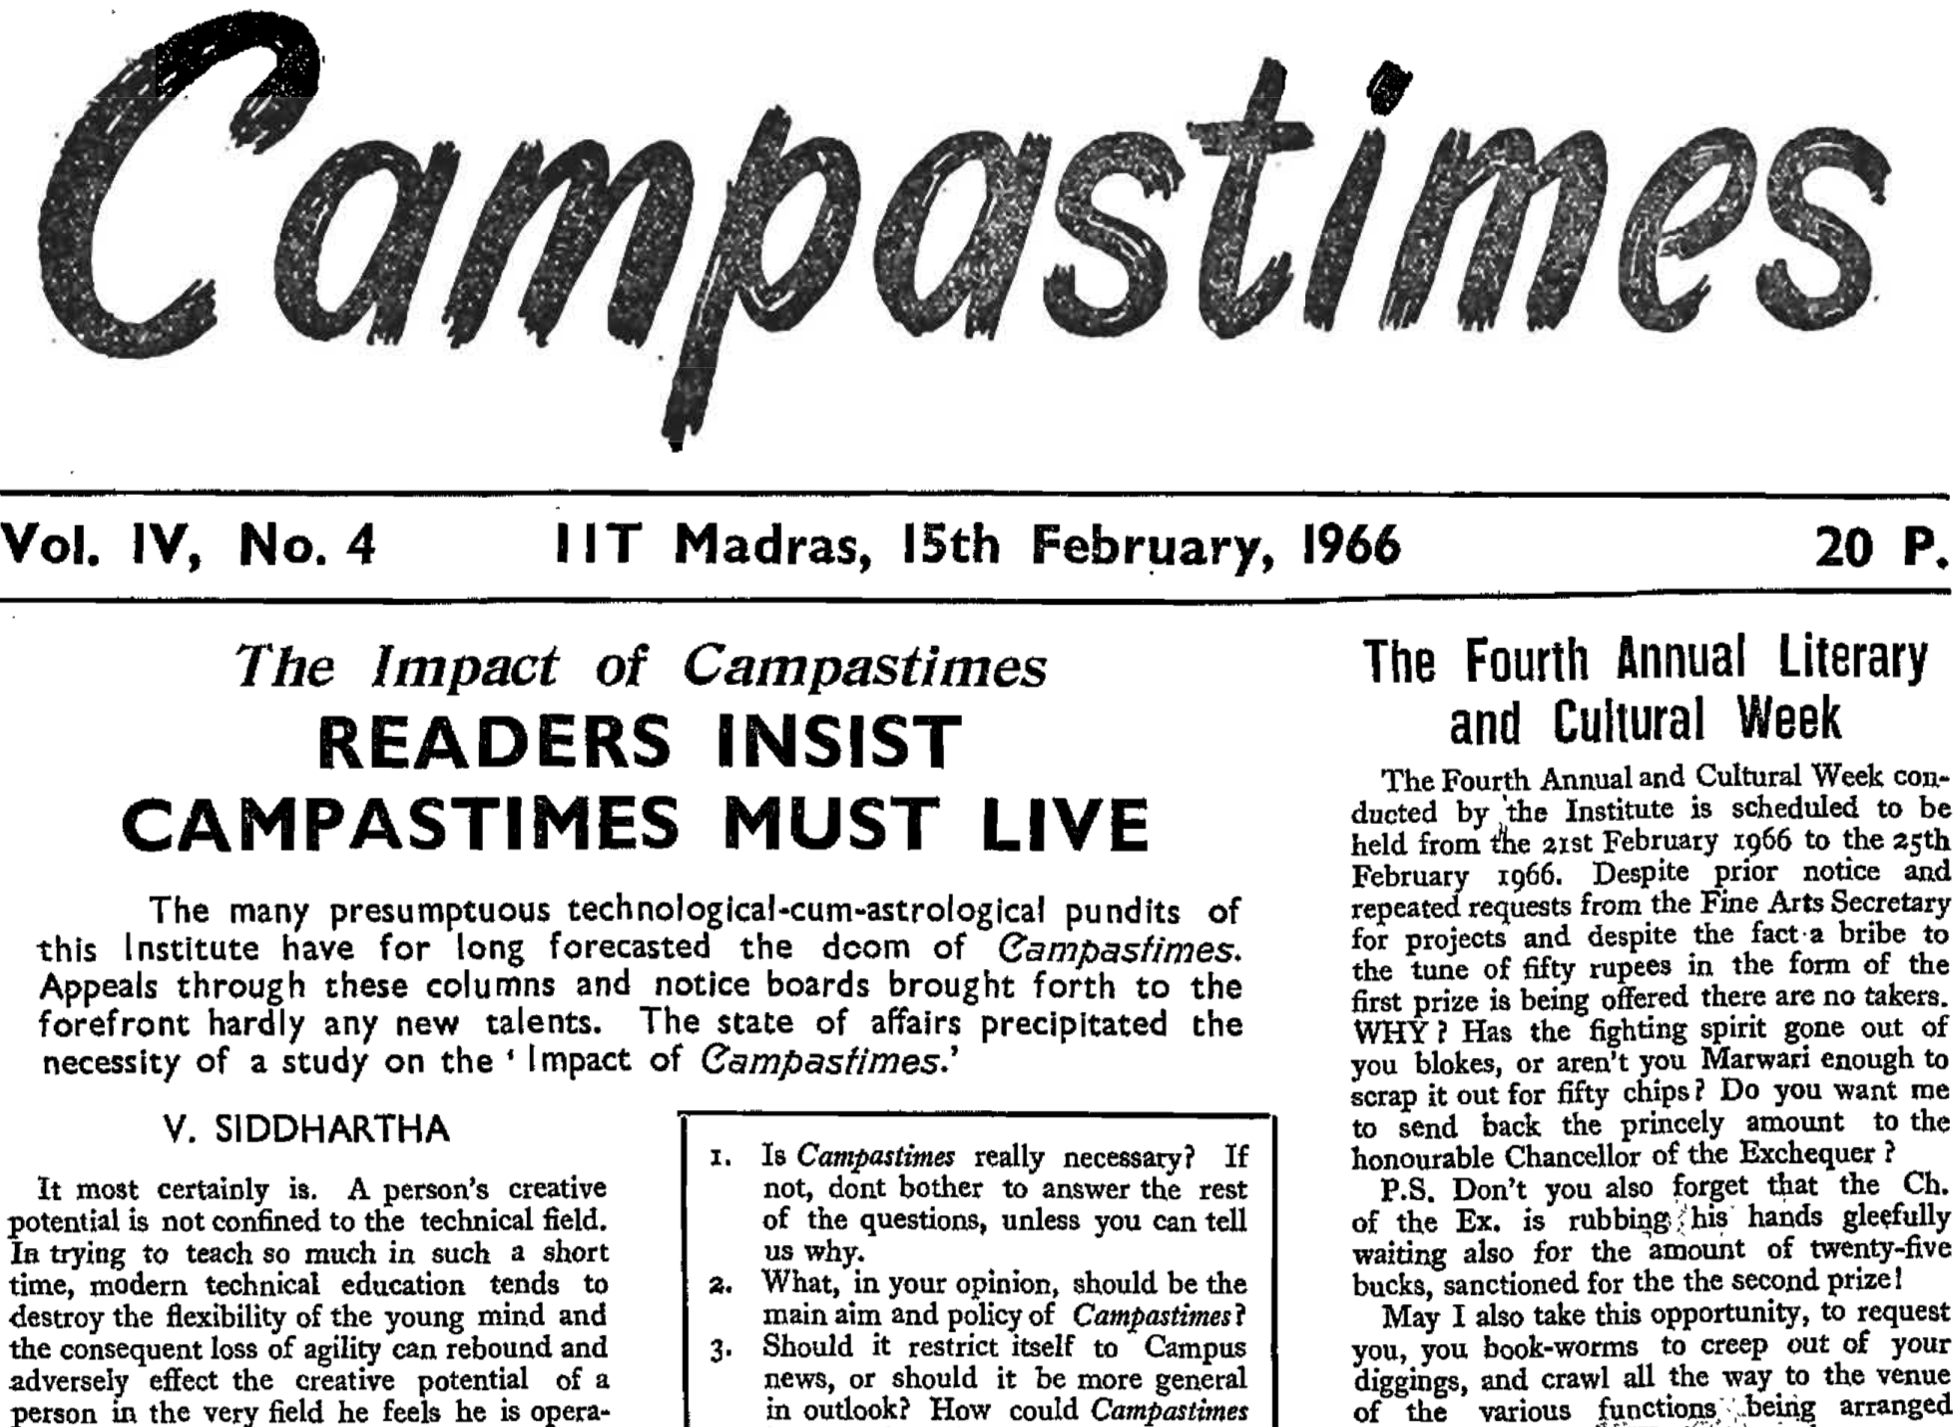 Campastimes
Vol. IV, No. 4 IIT Madras, 15th February, 1966 20 P.
The Impact of Campastimes
READERS INSIST
CAMPASTIMES MUST LIVE
The many presumptuous technological-cum-astrological pundits of
this Institute have for long forecasted the doom of Campastimes.
Appeals through these columns and notice boards brought forth to the
forefront hardly any new talents. The state of affairs precipitated the
necessity of a study on the ‘ Impact of Campastimes.’
V. SIDDHARTHA
It most certainly is. A person's creative
potential is not confined to the technical field.
In trying to teach so much in such a short
time, modern technical education tends to
destroy the flexibility of the young mind and
the consequent loss of agility can rebound and
adversely effect the creative potential of a
person in the very field he feels he is opera-
1. Is Campastimes really necessary? If
not, dont bother to answer the rest
of the questions, unless you can tell
us why.
2. What, in your opinion, should be the
main aim and policy of Campastimes?
3. Should it restrict itself to Campus
news, or should it be more general
in outlook? How could Campastimes
The Fourth Annual Literary
and Cultural Week
The Fourth Annual and Cultural Week con-
ducted by the Institute is scheduled to be
held from the 21st February 1966 to the 25th
February 1966. Despite prior notice and
repeated requests from the Fine Arts Secretary
for projects and despite the fact a bribe to
the tune of fifty rupees in the form of the
first prize is being offered there are no takers.
WHY? Has the fighting spirit gone out of
you blokes, or aren't you Marwari enough to
scrap it out for fifty chips? Do you want me
to send back the princely amount to the
honourable Chancellor of the Exchequer?
P.S. Don't you also forget that the Ch.
of the Ex. is rubbing his hands gleefully
waiting also for the amount of twenty-five
bucks, sanctioned for the the second prize!
May I also take this opportunity, to request
you, you book-worms to creep out of your
diggings, and crawl all the way to the venue
of the various functions being arranged